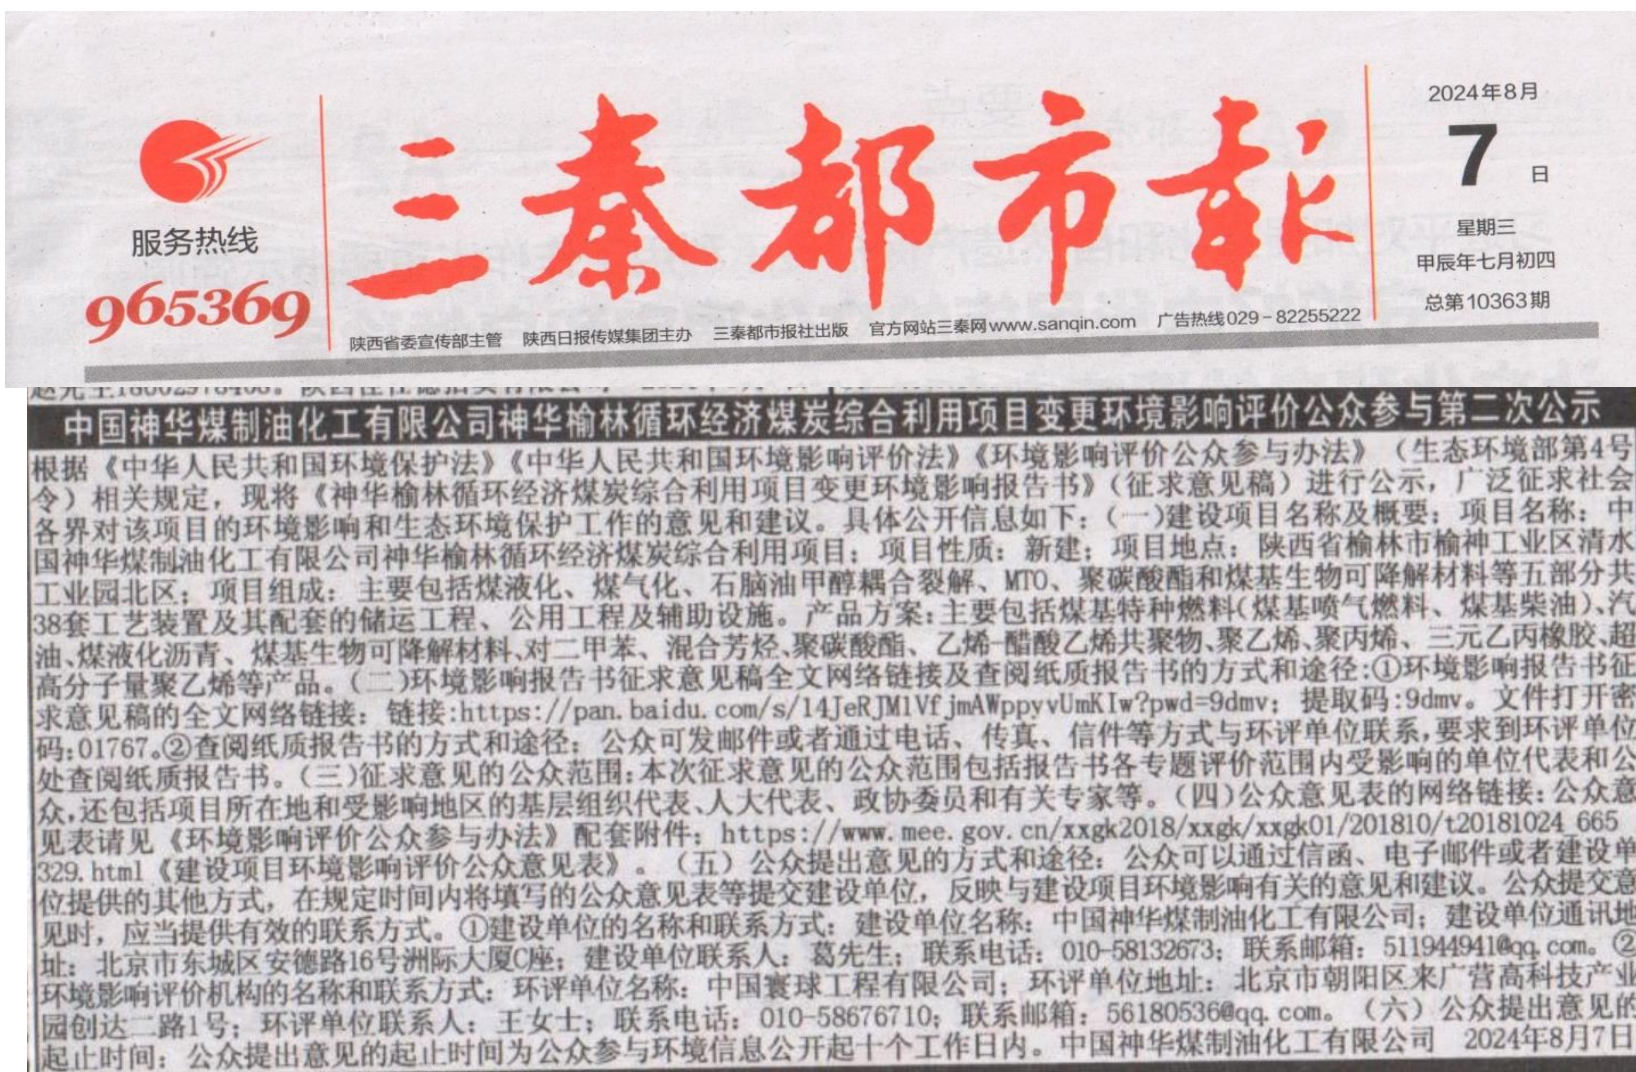 服务热线
965369
三秦都市报
陕西省委宣传部主管 陕西日报传媒集团主办 三秦都市报社出版 官方网站三秦网www.sanqin.com 广告热线029-82255222
2024年8月
7日
星期三
甲辰年七月初四
总第10363期
中国神华煤制油化工有限公司神华榆林循环经济煤炭综合利用项目变更环境影响评价公众参与第二次公示
根据《中华人民共和国环境保护法》《中华人民共和国环境影响评价法》《环境影响评价公众参与办法》（生态环境部第4号
令）相关规定，现将《神华榆林循环经济煤炭综合利用项目变更环境影响报告书》（征求意见稿）进行公示，广泛征求社会
各界对该项目的环境影响和生态环境保护工作的意见和建议。具体公开信息如下：（一）建设项目名称及概要：项目名称：中
国神华煤制油化工有限公司神华榆林循环经济煤炭综合利用项目；项目性质：新建；项目地点：陕西省榆林市榆神工业区清水
工业园北区；项目组成：主要包括煤液化、煤气化、石脑油甲醇耦合裂解、MTO、聚碳酸酯和煤基生物可降解材料等五部分共
38套工艺装置及其配套的储运工程、公用工程及辅助设施。产品方案：主要包括煤基特种燃料（煤基喷气燃料、煤基柴油）、汽
油、煤液化沥青、煤基生物可降解材料、对二甲苯、混合芳烃、聚碳酸酯、乙烯-醋酸乙烯共聚物、聚乙烯、聚丙烯、三元乙丙橡胶、超
高分子量聚乙烯等产品。（二）环境影响报告书征求意见稿全文网络链接及查阅纸质报告书的方式和途径：①环境影响报告书征
求意见稿的全文网络链接：链接：https://pan.baidu.com/s/14JeRJM1VfjmAWppyvUmKIw?pwd=9dmv；提取码：9dmv。文件打开密
码：01767。②查阅纸质报告书的方式和途径：公众可发邮件或者通过电话、传真、信件等方式与环评单位联系，要求到环评单位
处查阅纸质报告书。（三）征求意见的公众范围：本次征求意见的公众范围包括报告书各专题评价范围内受影响的单位代表和公
众，还包括项目所在地和受影响地区的基层组织代表、人大代表、政协委员和有关专家等。（四）公众意见表的网络链接：公众意
见表请见《环境影响评价公众参与办法》配套附件：https://www.mee.gov.cn/xxgk2018/xxgk/xxgk01/201810/t20181024_665
329.html《建设项目环境影响评价公众意见表》。（五）公众提出意见的方式和途径：公众可以通过信函、电子邮件或者建设单
位提供的其他方式，在规定时间内将填写的公众意见表等提交建设单位，反映与建设项目环境影响有关的意见和建议。公众提交意
见时，应当提供有效的联系方式。①建设单位的名称和联系方式：建设单位名称：中国神华煤制油化工有限公司；建设单位通讯地
址：北京市东城区安德路16号洲际大厦C座；建设单位联系人：葛先生；联系电话：010-58132673；联系邮箱：511944941@qq.com。②
环境影响评价机构的名称和联系方式：环评单位名称：中国寰球工程有限公司；环评单位地址：北京市朝阳区来广营高科技产业
园创达二路1号；环评单位联系人：王女士；联系电话：010-58676710；联系邮箱：56180536@qq.com。（六）公众提出意见的
起止时间：公众提出意见的起止时间为公众参与环境信息公开起十个工作日内。中国神华煤制油化工有限公司 2024年8月7日